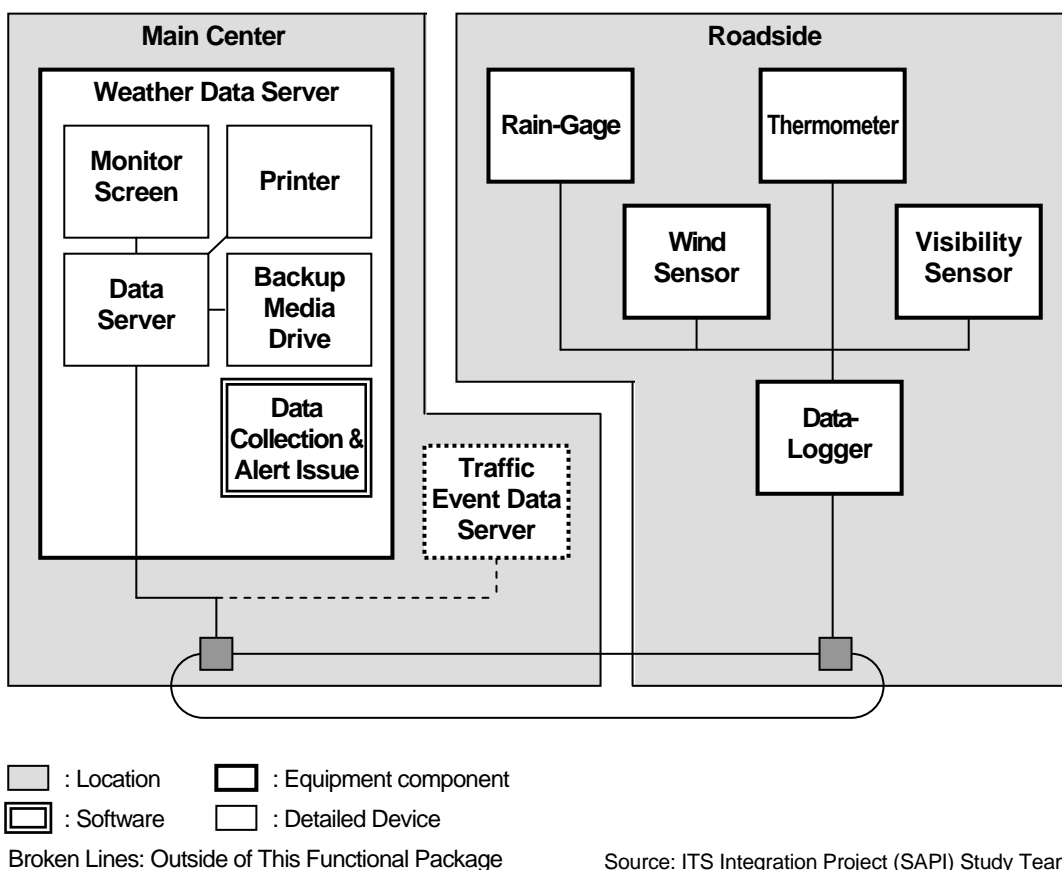 Main Center
Roadside
Weather Data Server
Monitor
Screen
Printer
Data
Server
Backup
Media
Drive
Data
Collection &
Alert Issue
Traffic
Event Data
Server
Rain-Gage
Thermometer
Wind
Sensor
Visibility
Sensor
Data-
Logger
: Location
: Equipment component
: Software
: Detailed Device
Broken Lines: Outside of This Functional Package
Source: ITS Integration Project (SAPI) Study Team